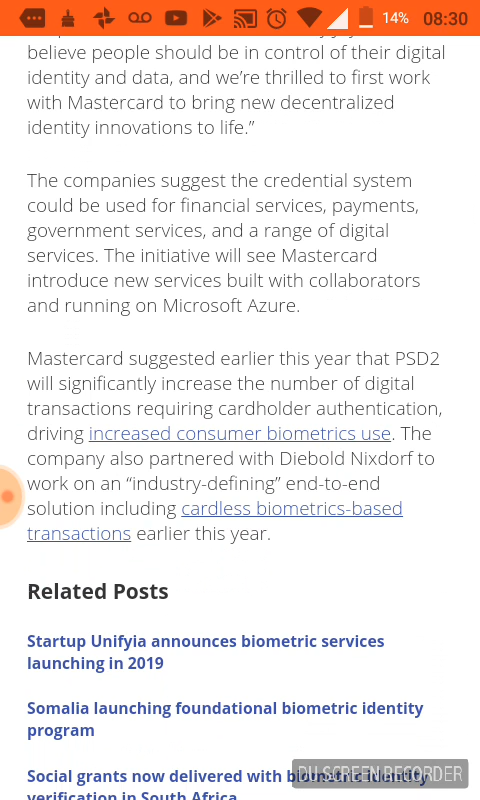 14% 08:30
believe people should be in control of their digital
identity and data, and we’re thrilled to first work
with Mastercard to bring new decentralized
identity innovations to life.”
The companies suggest the credential system
could be used for financial services, payments,
government services, and a range of digital
services. The initiative will see Mastercard
introduce new services built with collaborators
and running on Microsoft Azure.
Mastercard suggested earlier this year that PSD2
will significantly increase the number of digital
transactions requiring cardholder authentication,
driving increased consumer biometrics use. The
company also partnered with Diebold Nixdorf to
work on an “industry-defining” end-to-end
solution including cardless biometrics-based
transactions earlier this year.
Related Posts
Startup Unifyia announces biometric services
launching in 2019
Somalia launching foundational biometric identity
program
Social grants now delivered with biometric identity
verification in South Africa
DU SCREEN RECORDER